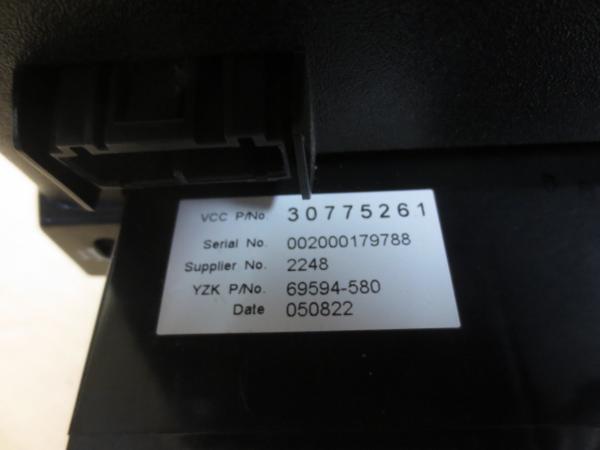 VCC P/No. 30775261
Serial No. 002000179788
Supplier No. 2248
YZK P/No. 69594-580
Date 050822